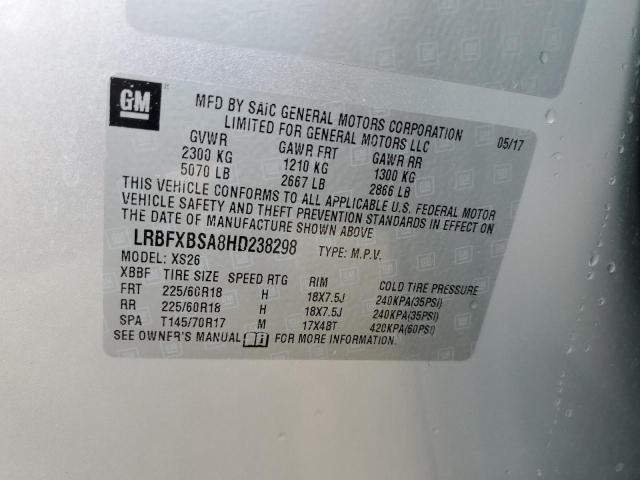 GM
MFD BY SAIC GENERAL MOTORS CORPORATION
LIMITED FOR GENERAL MOTORS LLC 05/17
GVWR GAWR FRT GAWR RR
2300 KG 1210 KG 1300 KG
5070 LB 2667 LB 2866 LB
THIS VEHICLE CONFORMS TO ALL APPLICABLE U.S. FEDERAL MOTOR
VEHICLE SAFETY AND THEFT PREVENTION STANDARDS IN EFFECT ON
THE DATE OF MANUFACTURE SHOWN ABOVE
LRBFXBSA8HD238298 TYPE: M.P.V.
MODEL: XS26
XBBF TIRE SIZE SPEED RTG RIM COLD TIRE PRESSURE
FRT 225/60R18 H 18X7.5J 240KPA(35PSI)
RR 225/60R18 H 18X7.5J 240KPA(35PSI)
SPA T145/70R17 M 17X4BT 420KPA(60PSI)
SEE OWNER'S MANUAL FOR MORE INFORMATION.